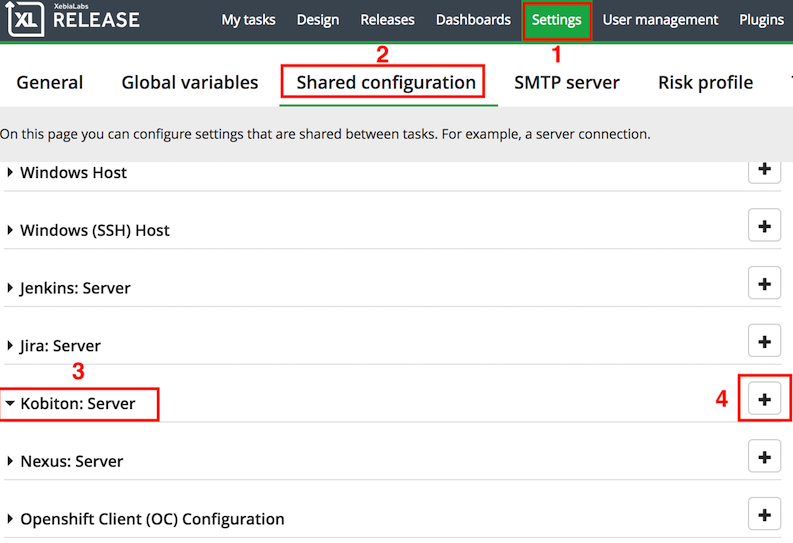 XebiaLabs
XL RELEASE My tasks Design Releases Dashboards Settings User management Plugins
1
2
General Global variables Shared configuration SMTP server Risk profile
On this page you can configure settings that are shared between tasks. For example, a server connection.
Windows Host +
Windows (SSH) Host +
Jenkins: Server +
Jira: Server +
3
Kobiton: Server 4 +
Nexus: Server +
Openshift Client (OC) Configuration +